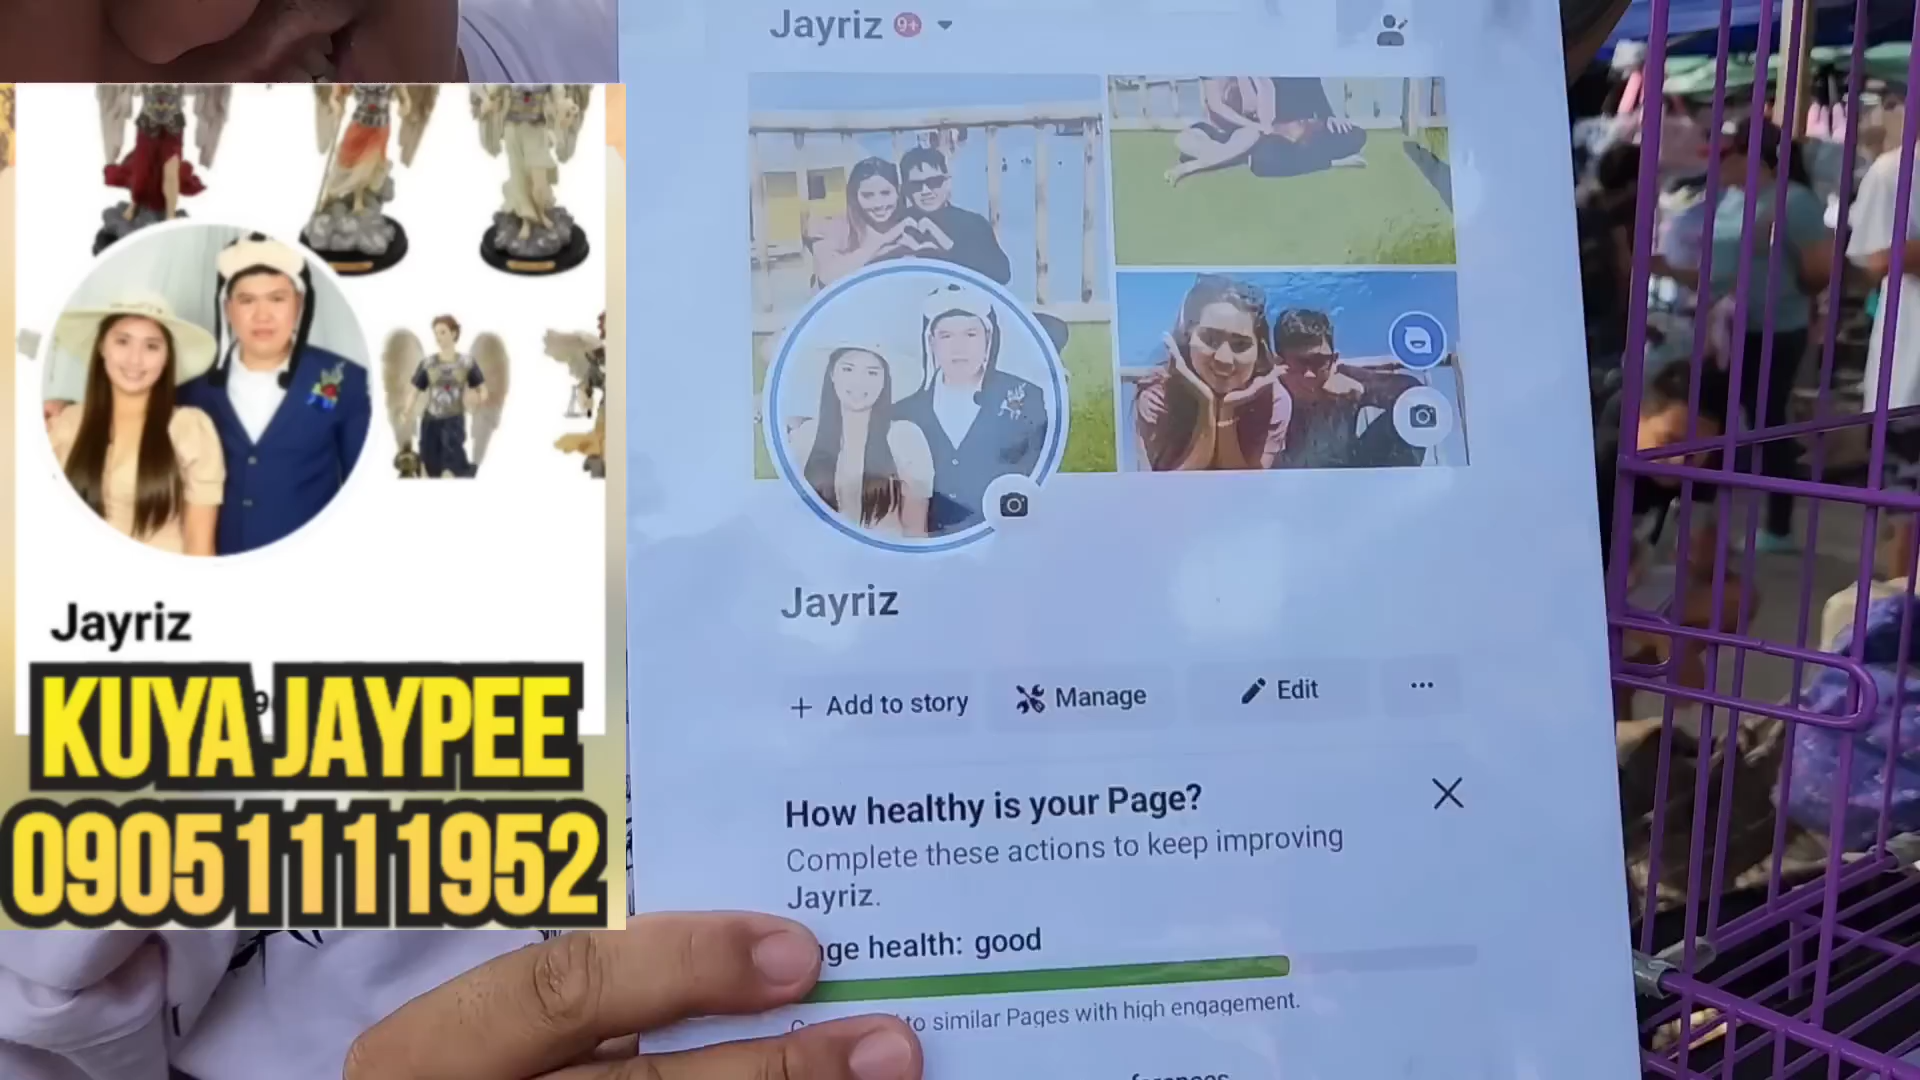 Jayriz 9+
Jayriz
KUYA JAYPEE
09051111952
Jayriz
+ Add to story
Manage
Edit
...
How healthy is your Page?
Complete these actions to keep improving
Jayriz.
health: good
to similar Pages with high engagement.